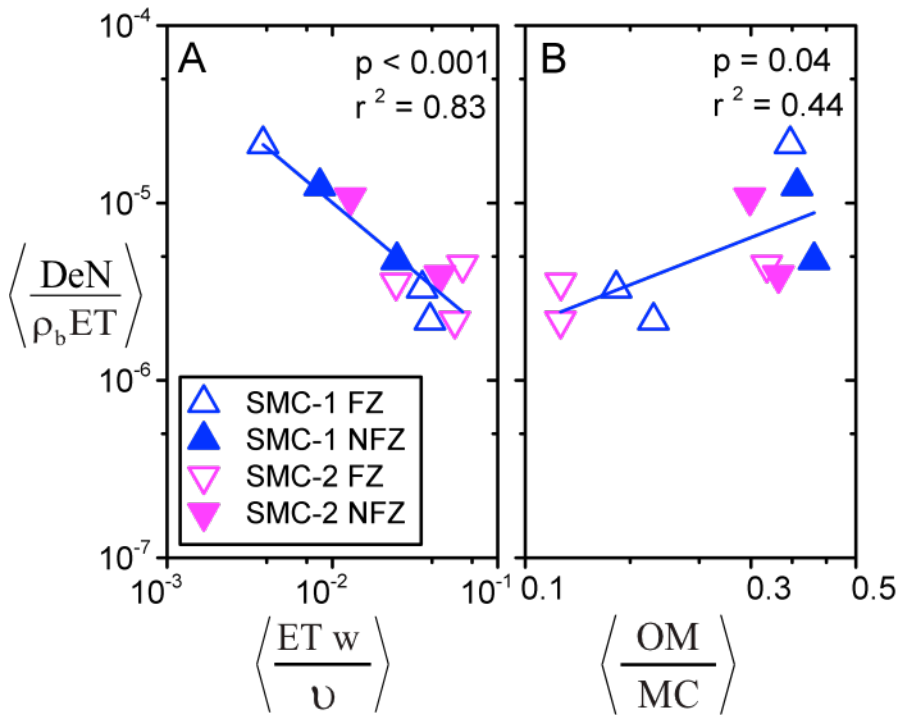 10⁻⁴
10⁻⁵
10⁻⁶
10⁻⁷
DeN
ρ_b ET
A
p < 0.001
r ² = 0.83
SMC-1 FZ
SMC-1 NFZ
SMC-2 FZ
SMC-2 NFZ
10⁻³
10⁻²
10⁻¹
ET w
υ
B
p = 0.04
r ² = 0.44
0.1
0.3
0.5
OM
MC